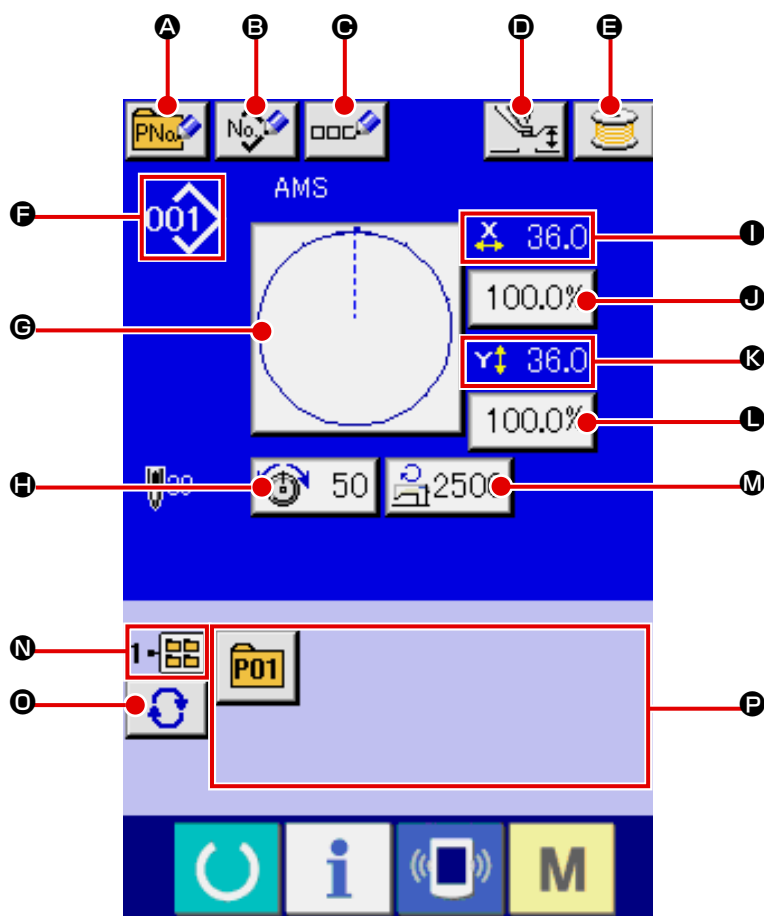 A B C D E
PNo. No.
AMS
F 001 X 36.0 I
100.0% J
G Y 36.0 K
100.0% L
H 50 2500 M
N 1
P01
O P
i M